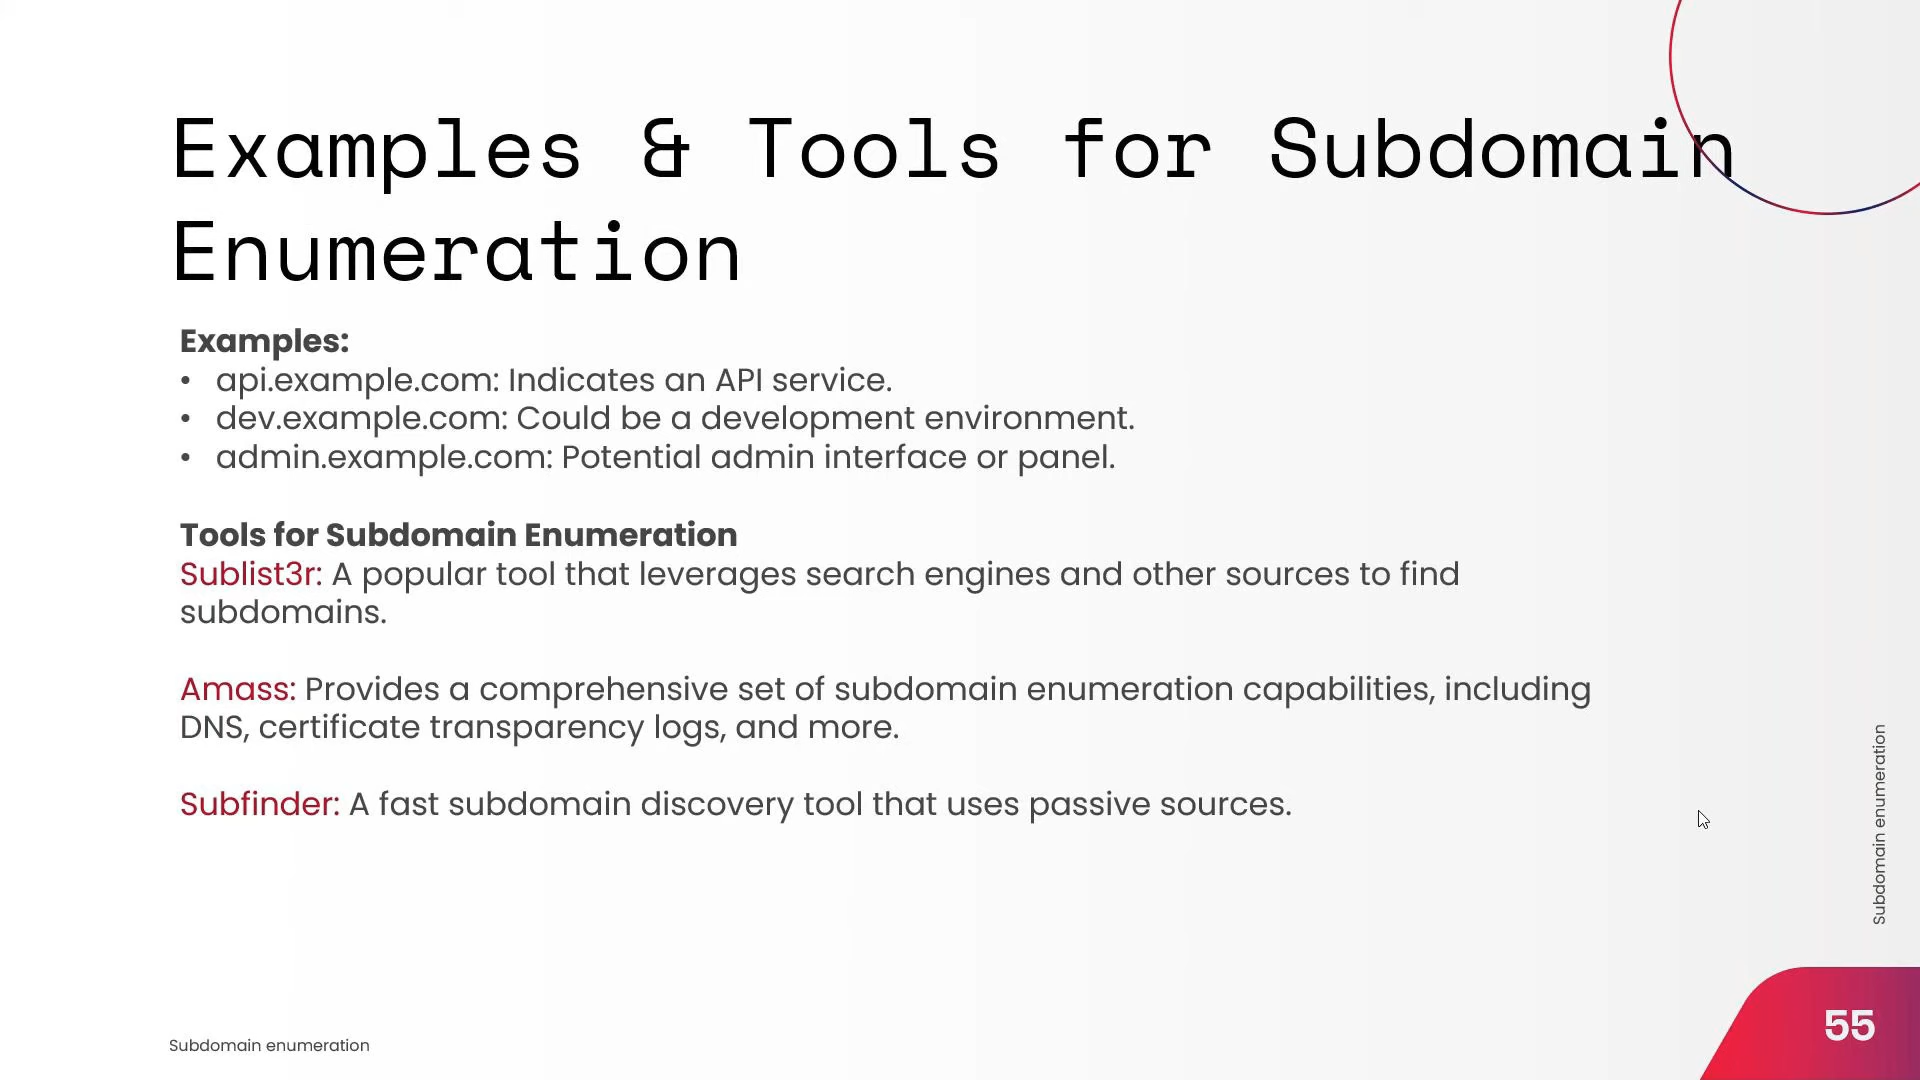 Examples & Tools for Subdomain
Enumeration
Examples:
• api.example.com: Indicates an API service.
• dev.example.com: Could be a development environment.
• admin.example.com: Potential admin interface or panel.
Tools for Subdomain Enumeration
Sublist3r: A popular tool that leverages search engines and other sources to find
subdomains.
Amass: Provides a comprehensive set of subdomain enumeration capabilities, including
DNS, certificate transparency logs, and more.
Subfinder: A fast subdomain discovery tool that uses passive sources.
Subdomain enumeration
Subdomain enumeration
55